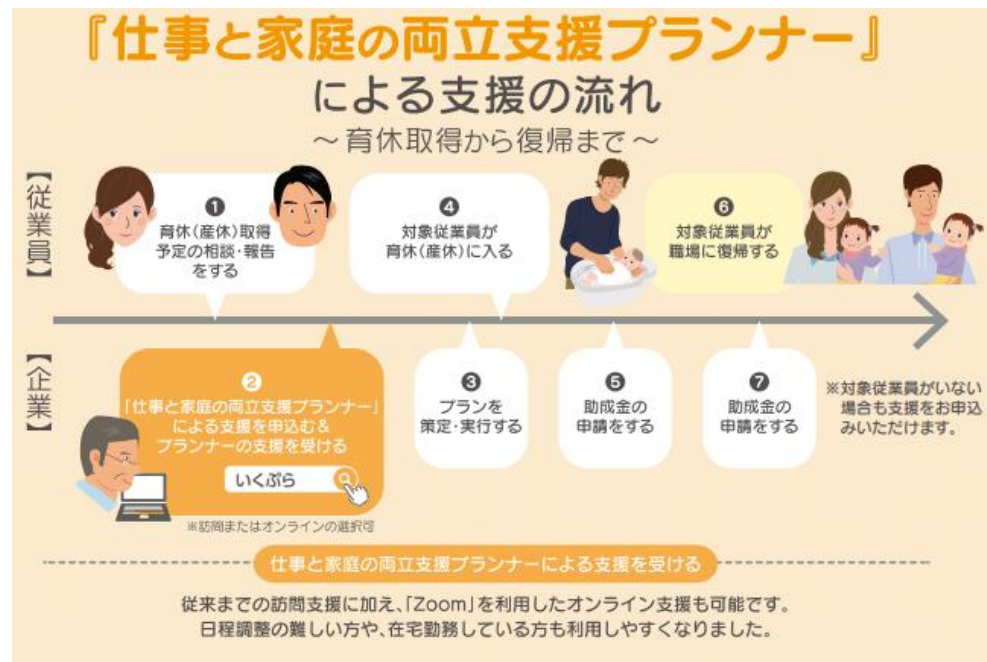 『仕事と家庭の両立支援プランナー』
による支援の流れ
～育休取得から復帰まで～
【従業員】
❶
育休(産休)取得
予定の相談・報告
をする
❹
対象従業員が
育休(産休)に入る
❻
対象従業員が
職場に復帰する
【企業】
❷
「仕事と家庭の両立支援プランナー」
による支援を申込む&
プランナーの支援を受ける
いくぷら
※訪問またはオンラインの選択可
❸
プランを
策定・実行する
❺
助成金の
申請をする
❼
助成金の
申請をする
※対象従業員がいない
場合も支援をお申込
みいただけます。
仕事と家庭の両立支援プランナーによる支援を受ける
従来までの訪問支援に加え、「Zoom」を利用したオンライン支援も可能です。
日程調整の難しい方や、在宅勤務している方も利用しやすくなりました。